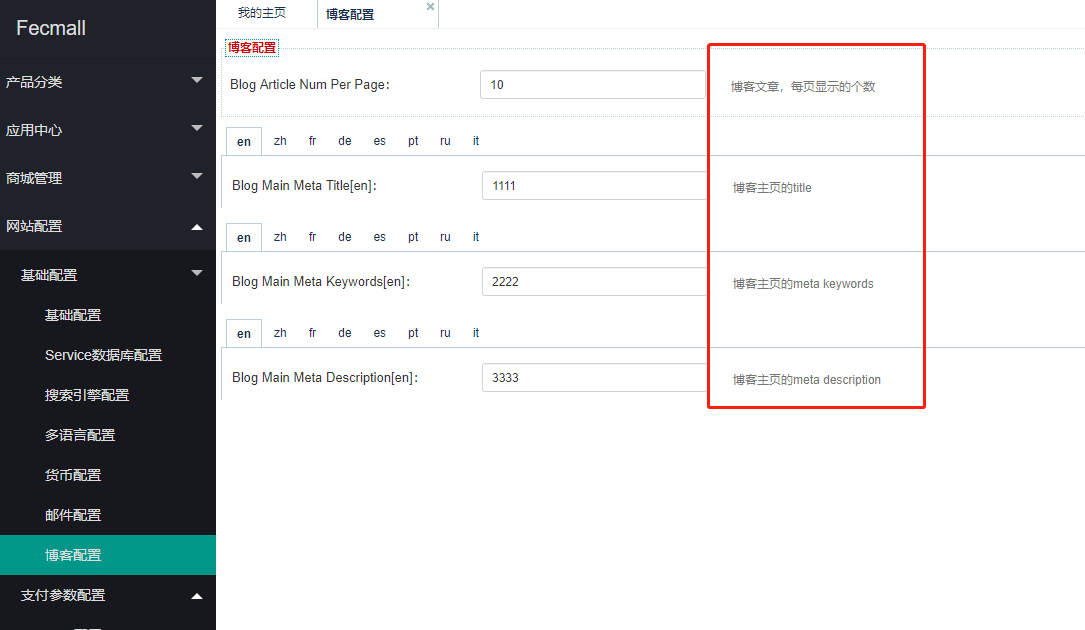 Fecmall
产品分类
应用中心
商城管理
网站配置
基础配置
基础配置
Service数据库配置
搜索引擎配置
多语言配置
货币配置
邮件配置
博客配置
支付参数配置
我的主页 博客配置
博客配置
Blog Article Num Per Page: 10 博客文章，每页显示的个数
en zh fr de es pt ru it
Blog Main Meta Title[en]: 1111 博客主页的title
en zh fr de es pt ru it
Blog Main Meta Keywords[en]: 2222 博客主页的meta keywords
en zh fr de es pt ru it
Blog Main Meta Description[en]: 3333 博客主页的meta description